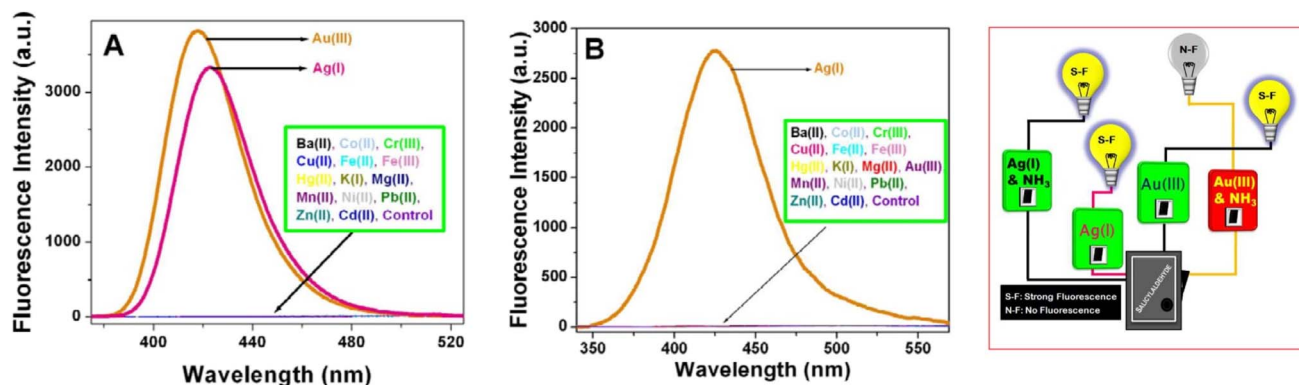 A
Fluorescence Intensity (a.u.)
3000
2000
1000
0
Au(III)
Ag(I)
Ba(II), Co(II), Cr(III),
Cu(II), Fe(II), Fe(III)
Hg(II), K(I), Mg(II),
Mn(II), Ni(II), Pb(II),
Zn(II), Cd(II), Control
400 440 480 520
Wavelength (nm)
B
Fluorescence Intensity (a.u.)
3000
2500
2000
1500
1000
500
0
Ag(I)
Ba(II), Co(II), Cr(III),
Cu(II), Fe(II), Fe(III)
Hg(II), K(I), Mg(II), Au(III)
Mn(II), Ni(II), Pb(II),
Zn(II), Cd(II), Control
350 400 450 500 550
Wavelength (nm)
N-F
S-F
S-F
S-F
Ag(I)
& NH3
Au(III)
Au(III)
& NH3
Ag(I)
SALICYLALDEHYDE
S-F: Strong Fluorescence
N-F: No Fluorescence